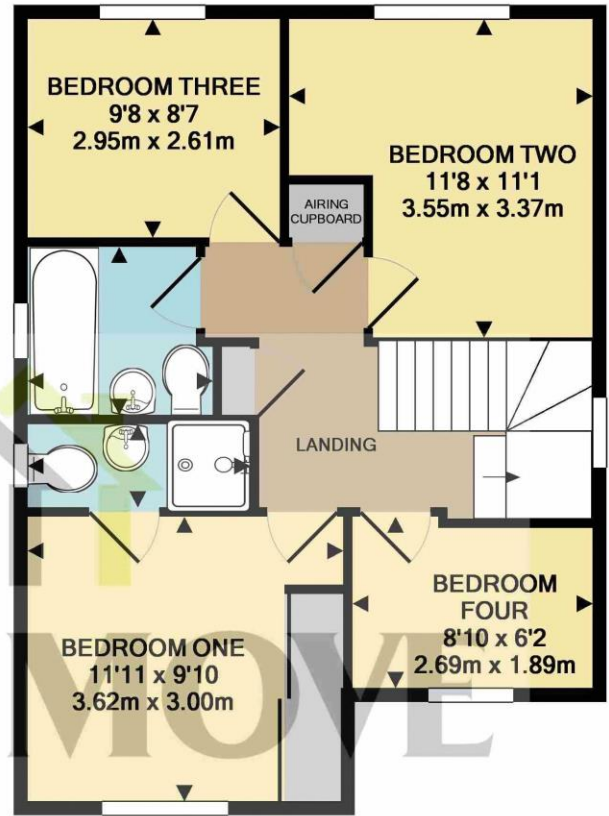 BEDROOM THREE
9'8 x 8'7
2.95m x 2.61m
BEDROOM TWO
11'8 x 11'1
3.55m x 3.37m
AIRING
CUPBOARD
LANDING
BEDROOM ONE
11'11 x 9'10
3.62m x 3.00m
BEDROOM
FOUR
8'10 x 6'2
2.69m x 1.89m
MOVE